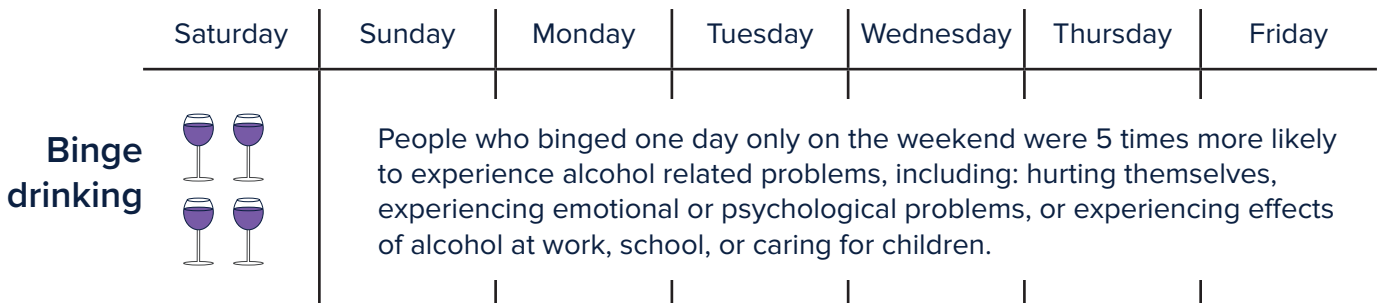 Saturday Sunday Monday Tuesday Wednesday Thursday Friday
Binge
drinking
People who binged one day only on the weekend were 5 times more likely
to experience alcohol related problems, including: hurting themselves,
experiencing emotional or psychological problems, or experiencing effects
of alcohol at work, school, or caring for children.